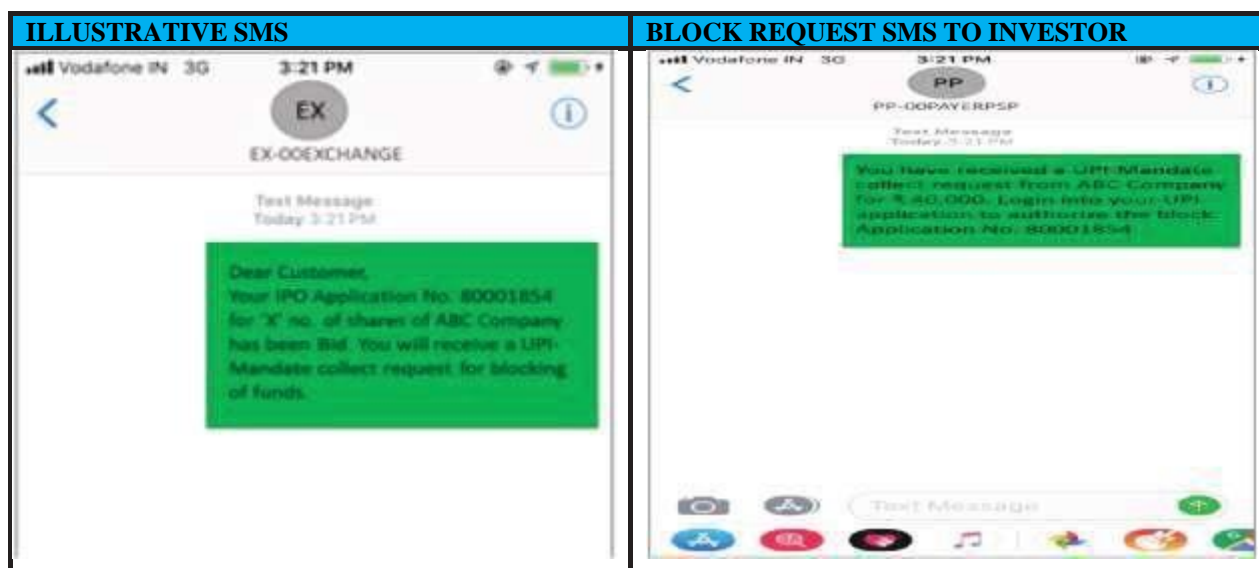 ILLUSTRATIVE SMS
Vodafone IN 3G 3:21 PM
EX
EX-00EXCHANGE
Text Message
Today 3:21 PM
Dear Customer,
Your IPO Application No. 80001854
for 'X' no. of shares of ABC Company
has been Bid. You will receive a UPI-
Mandate collect request for blocking
of funds.
BLOCK REQUEST SMS TO INVESTOR
Vodafone IN 3G 3:21 PM
PP
PP-00PAYERPSP
Text Message
Today 3:21 PM
You have received a UPI-Mandate
collect request from ABC Company
for ₹ 40,000. Login into your UPI
application to authorize the block.
Application No. 80001854
Text Message